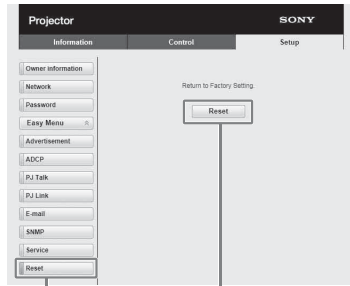 Projector
SONY
Information
Control
Setup
Owner information
Network
Password
Easy Menu
Advertisement
ADCP
PJ Talk
PJ Link
E-mail
SNMP
Service
Reset
Return to Factory Setting.
Reset